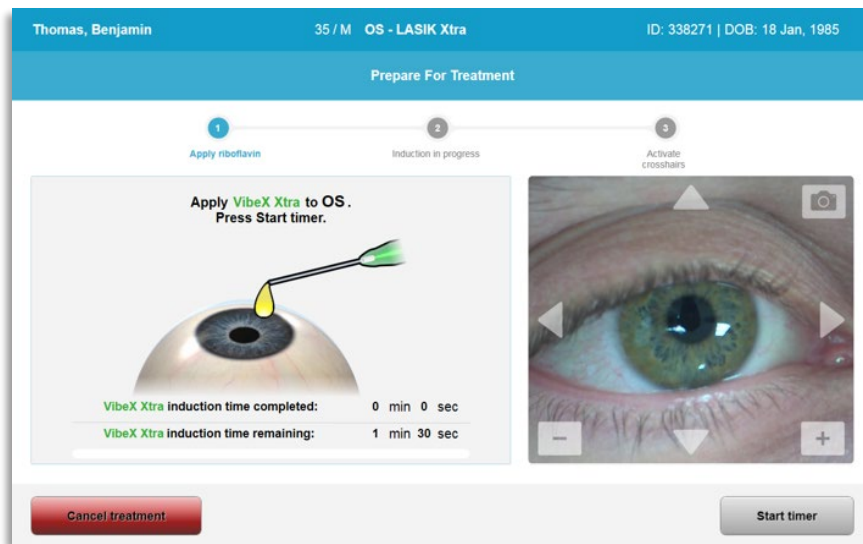 Thomas, Benjamin 35 / M OS - LASIK Xtra ID: 338271 | DOB: 18 Jan, 1985
Prepare For Treatment
1 2 3
Apply riboflavin Induction in progress Activate
crosshairs
Apply VibeX Xtra to OS.
Press Start timer.
VibeX Xtra induction time completed: 0 min 0 sec
VibeX Xtra induction time remaining: 1 min 30 sec
− +
Cancel treatment Start timer